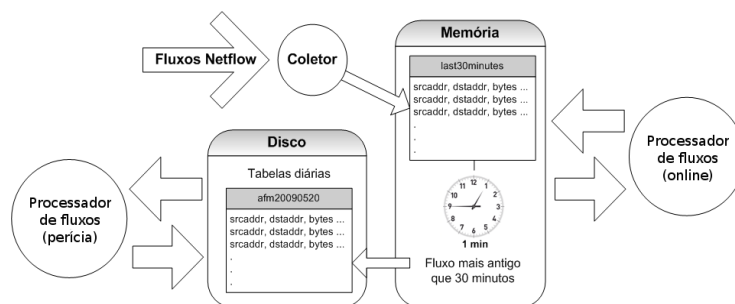 Fluxos Netflow
Coletor
Memória
last30minutes
srcaddr, dstaddr, bytes ...
srcaddr, dstaddr, bytes ...
srcaddr, dstaddr, bytes ...
.
.
.
12
1
2
3
4
5
6
7
8
9
10
11
1 min
Fluxo mais antigo
que 30 minutos
Processador
de fluxos
(online)
Disco
Tabelas diárias
afm20090520
srcaddr, dstaddr, bytes ...
srcaddr, dstaddr, bytes ...
srcaddr, dstaddr, bytes ...
.
.
.
Processador
de fluxos
(perícia)